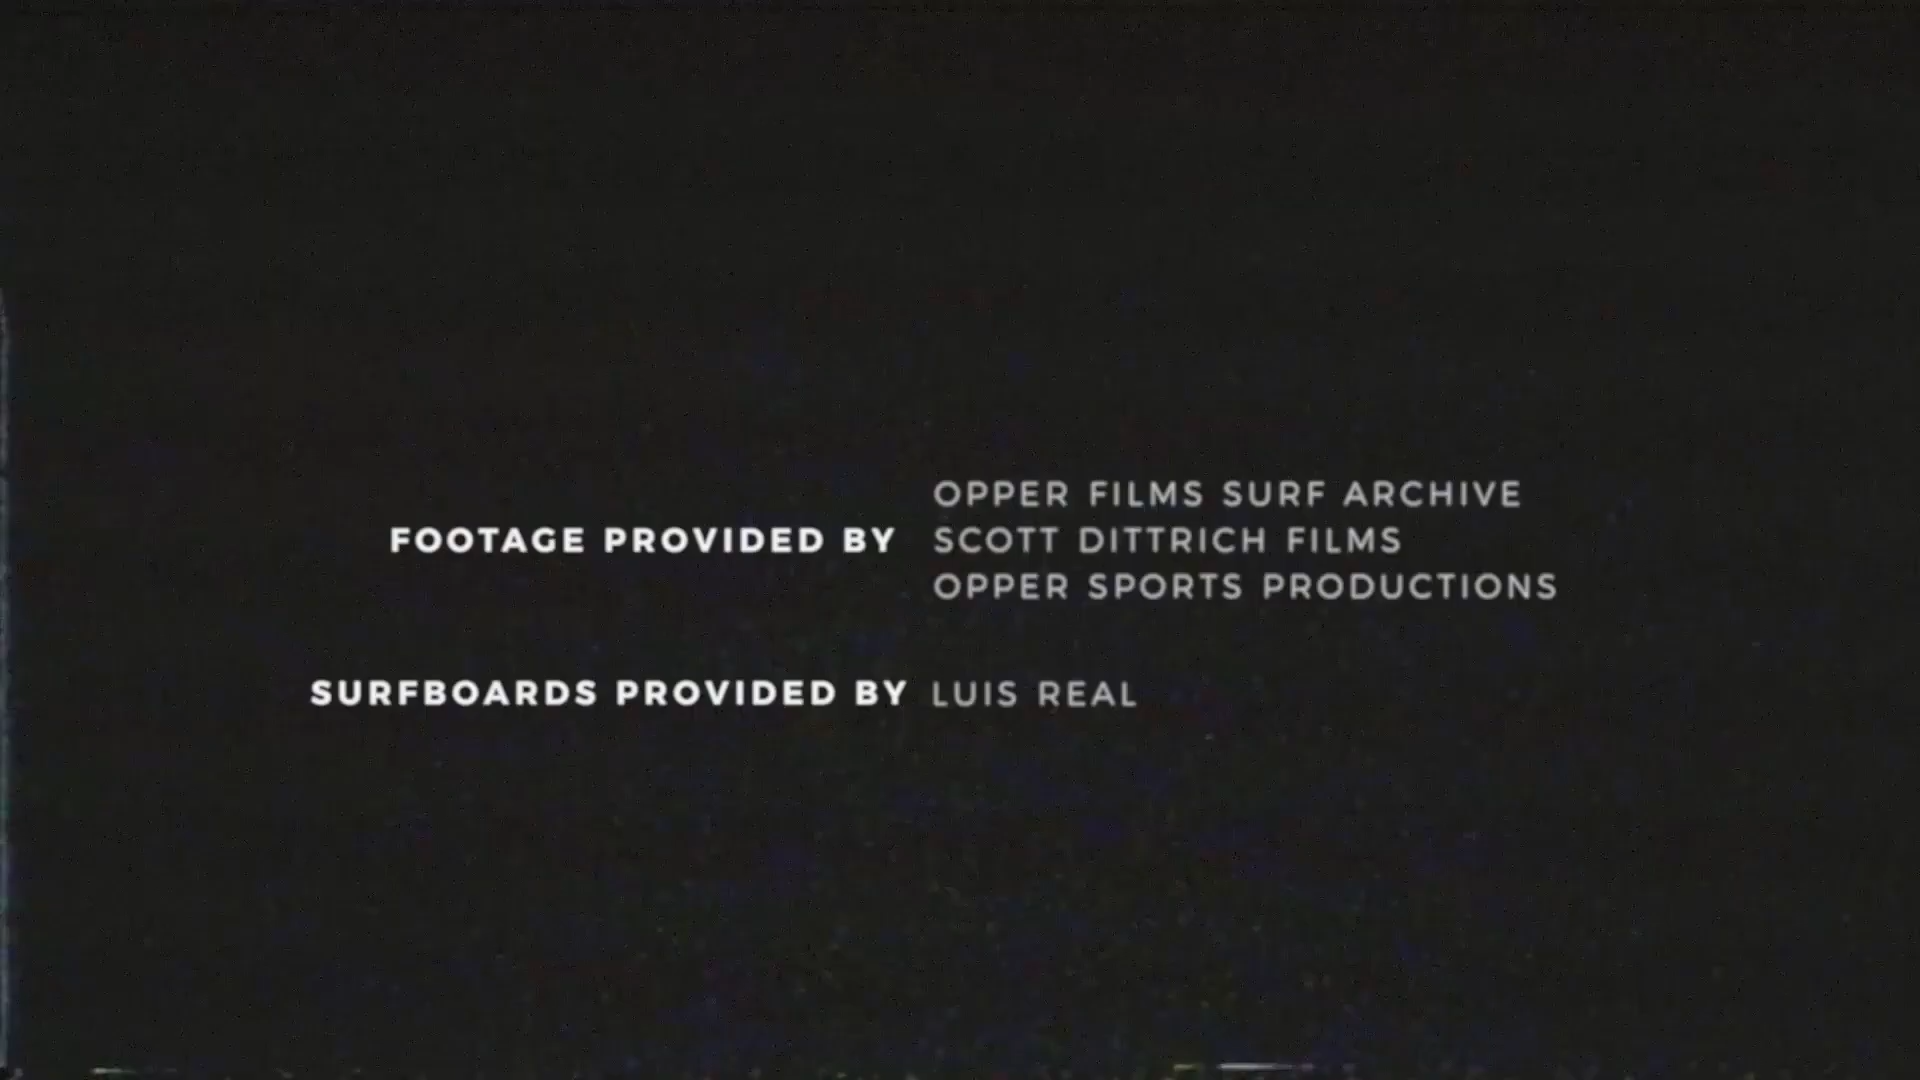 OPPER FILMS SURF ARCHIVE
FOOTAGE PROVIDED BY SCOTT DITTRICH FILMS
OPPER SPORTS PRODUCTIONS
SURFBOARDS PROVIDED BY LUIS REAL